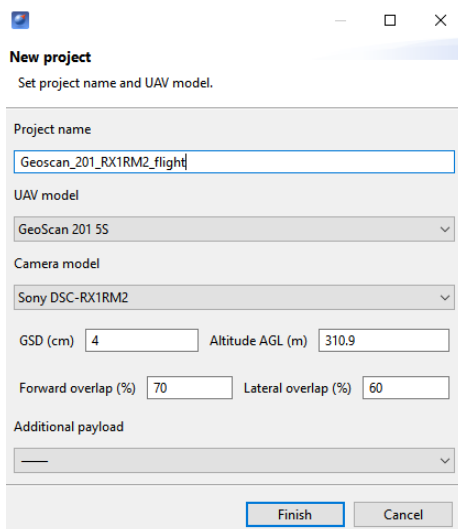 New project
Set project name and UAV model.
Project name
Geoscan_201_RX1RM2_flight
UAV model
GeoScan 201 5S
Camera model
Sony DSC-RX1RM2
GSD (cm) 4 Altitude AGL (m) 310.9
Forward overlap (%) 70 Lateral overlap (%) 60
Additional payload
——
Finish Cancel